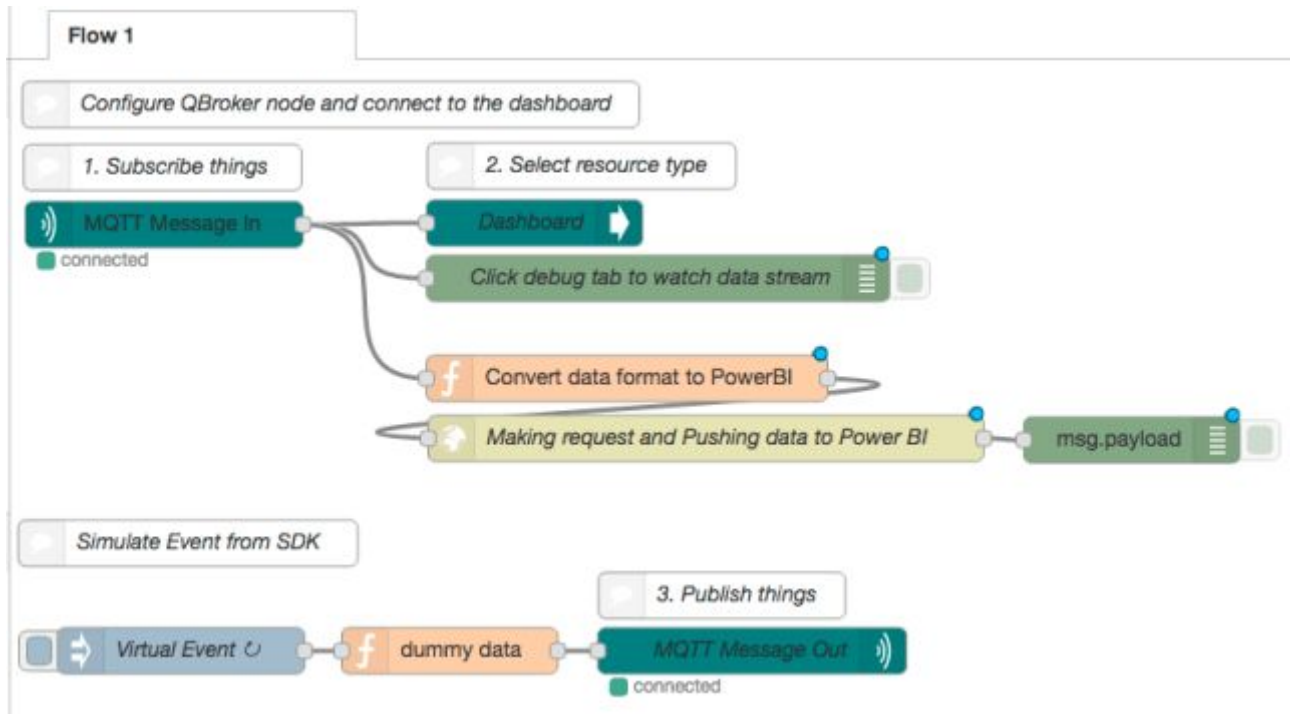 Flow 1
Configure QBroker node and connect to the dashboard
1. Subscribe things
2. Select resource type
MQTT Message In
Dashboard
connected
Click debug tab to watch data stream
Convert data format to PowerBI
Making request and Pushing data to Power BI
msg.payload
Simulate Event from SDK
3. Publish things
Virtual Event ↻
dummy data
MQTT Message Out
connected